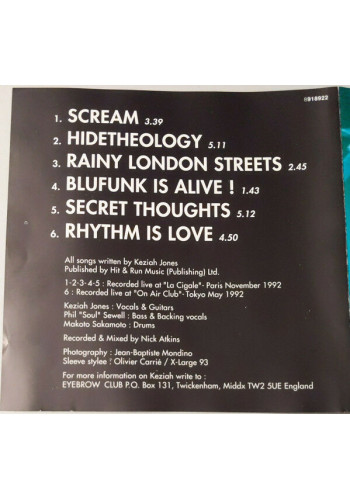 8819922
1. SCREAM 3.39
2. HIDETHEOLOGY 5.11
3. RAINY LONDON STREETS 2.45
4. BLUFUNK IS ALIVE ! 1.43
5. SECRET THOUGHTS 5.12
6. RHYTHM IS LOVE 4.50
All songs written by Keziah Jones
Published by Hit & Run Music (Publishing) Ltd.
1-2-3-4-5 : Recorded live at "La Cigale"- Paris November 1992
6 : Recorded live at "On Air Club"- Tokyo May 1992
Keziah Jones : Vocals & Guitars
Phil "Soul" Sewell : Bass & Backing vocals
Makoto Sakamoto : Drums
Recorded & Mixed by Nick Atkins
Photography : Jean-Baptiste Mondino
Sleeve stylee : Olivier Carrié / X-Large 93
For more information on Keziah write to :
EYEBROW CLUB P.O. Box 131, Twickenham, Middx TW2 5UE England